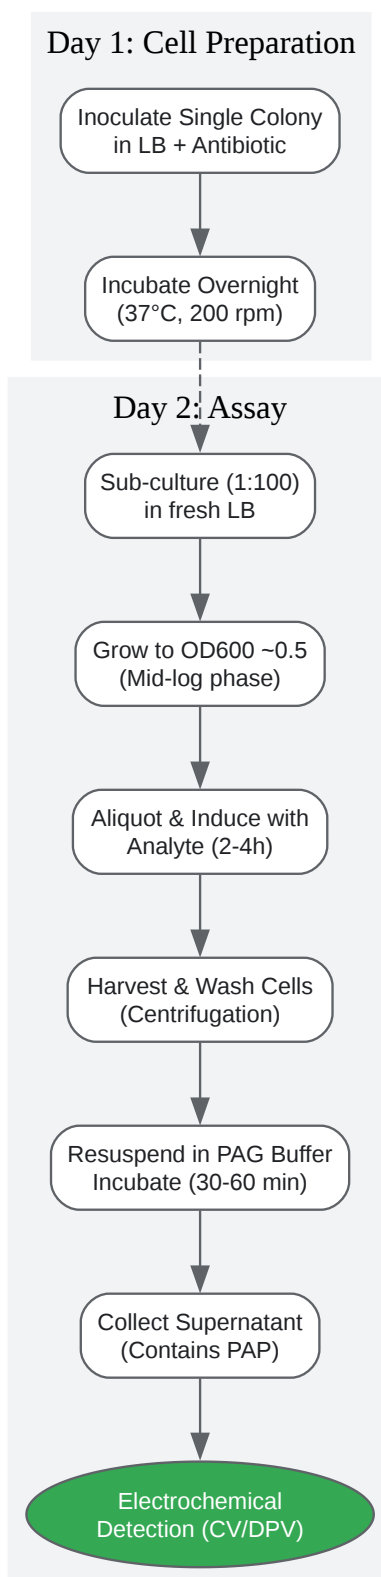 Day 1: Cell Preparation
Inoculate Single Colony
in LB + Antibiotic
Incubate Overnight
(37°C, 200 rpm)
Day 2: Assay
Sub-culture (1:100)
in fresh LB
Grow to OD600 ~0.5
(Mid-log phase)
Aliquot & Induce with
Analyte (2-4h)
Harvest & Wash Cells
(Centrifugation)
Resuspend in PAG Buffer
Incubate (30-60 min)
Collect Supernatant
(Contains PAP)
Electrochemical
Detection (CV/DPV)